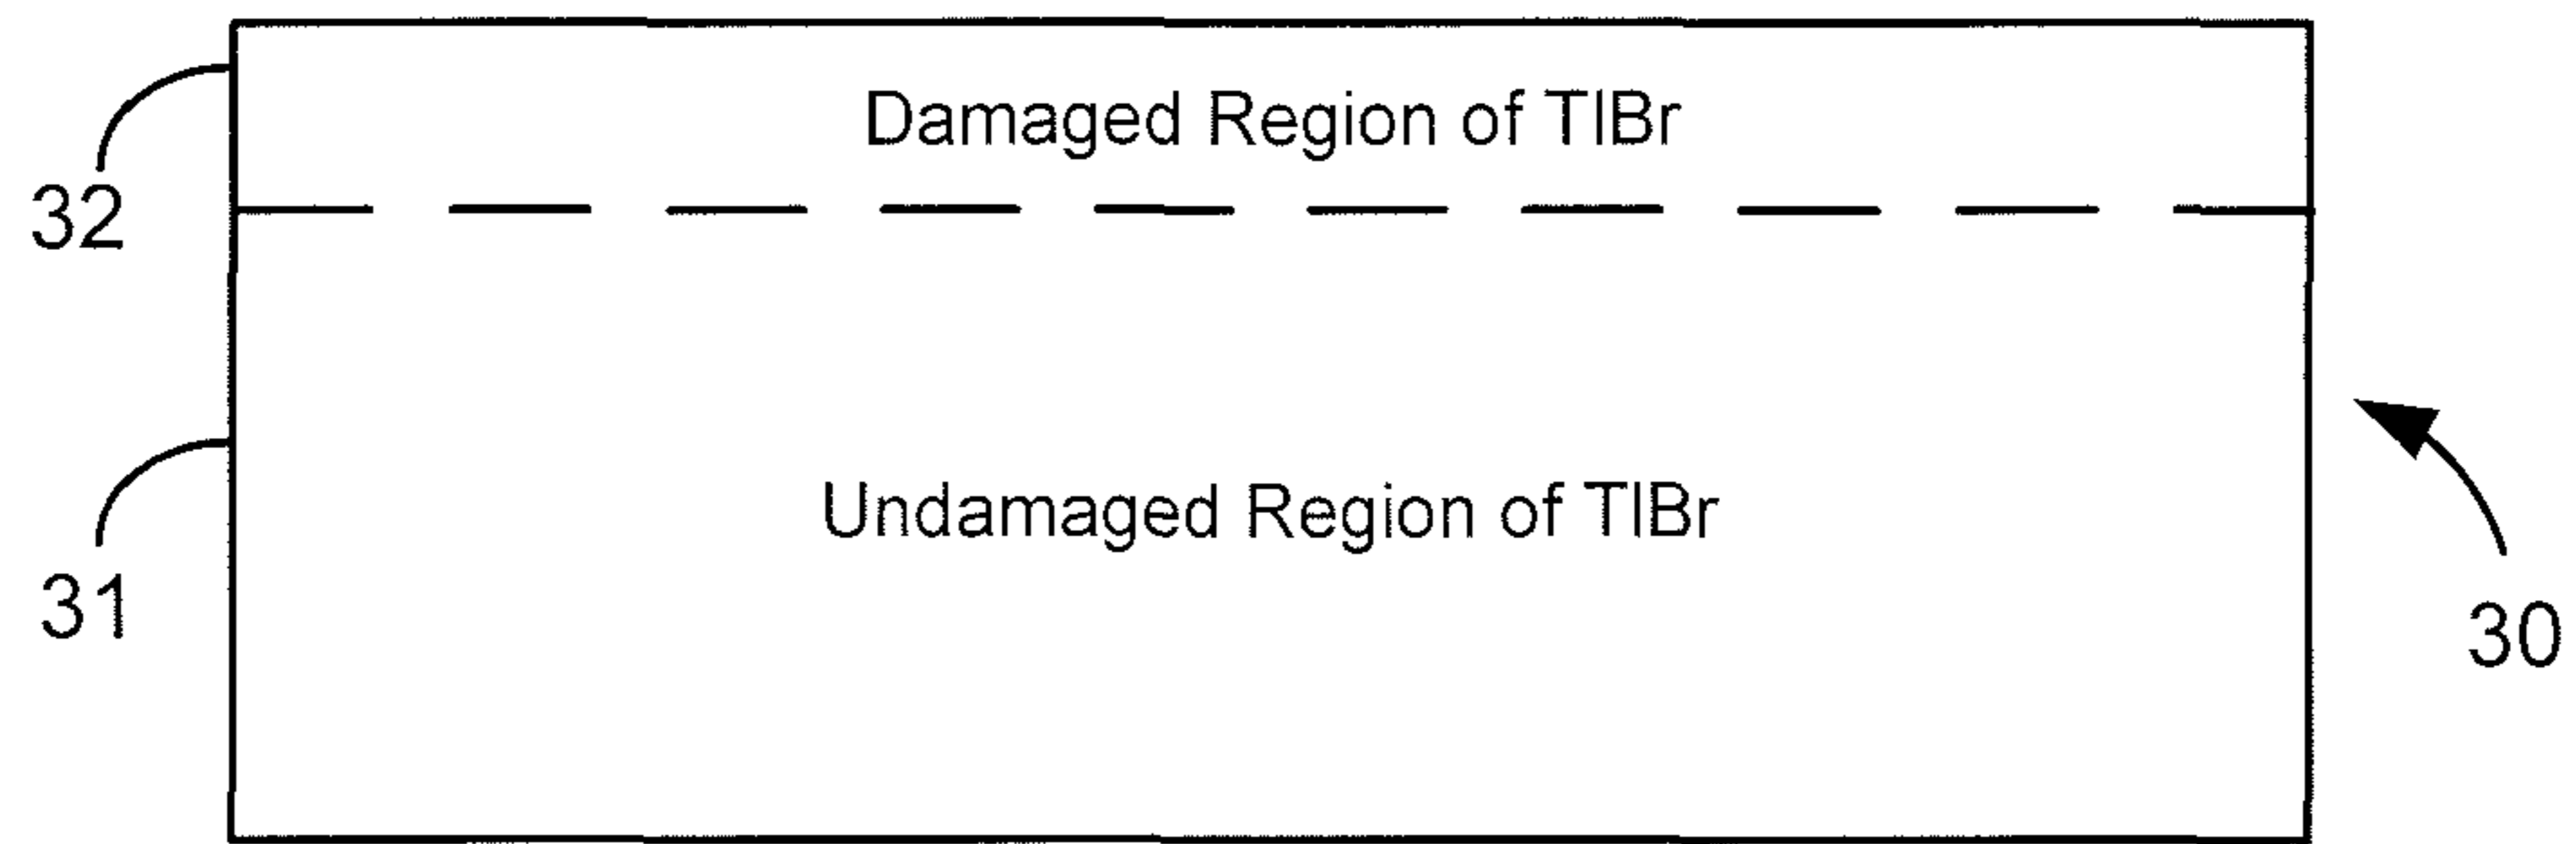 Damaged Region of TlBr
32
Undamaged Region of TlBr
31
30